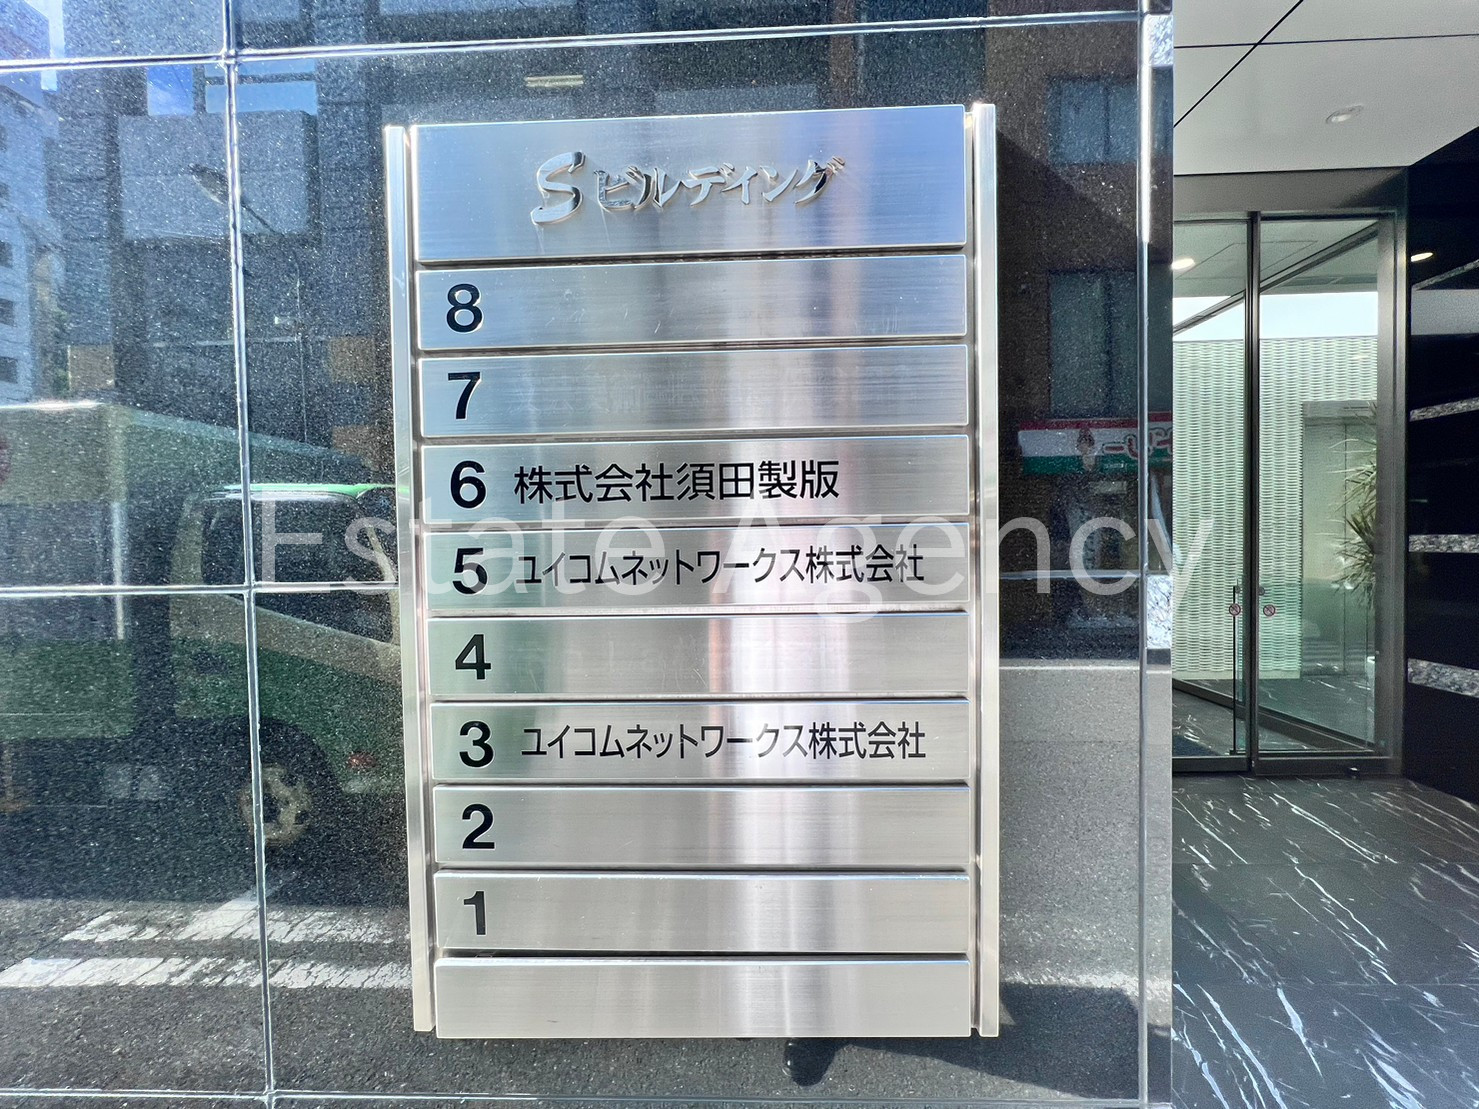 Sビルディング
8
7
6 株式会社須田製版
5 ユイコムネットワークス株式会社
4
3 ユイコムネットワークス株式会社
2
1
Estate Agency